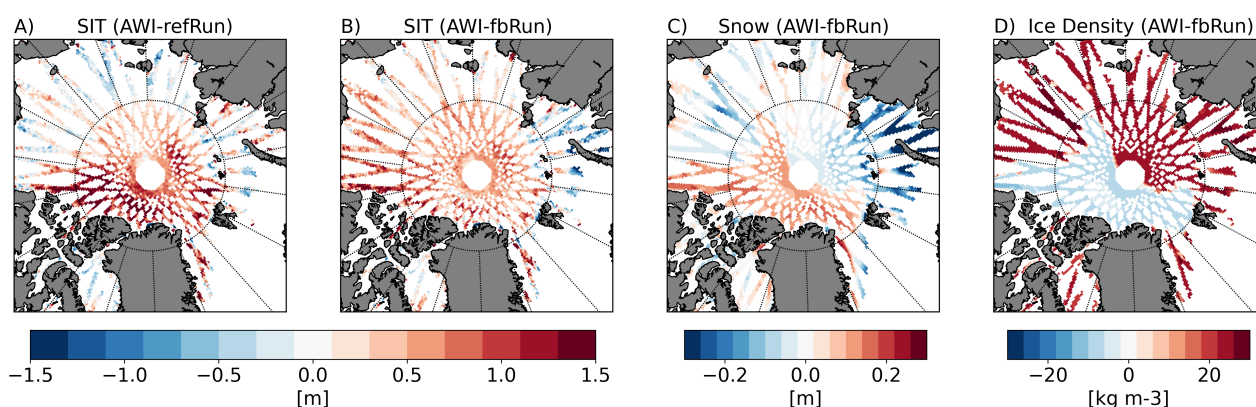 A) SIT (AWI-refRun)
B) SIT (AWI-fbRun)
C) Snow (AWI-fbRun)
D) Ice Density (AWI-fbRun)
−1.5 −1.0 −0.5 0.0 0.5 1.0 1.5
[m]
−0.2 0.0 0.2
[m]
−20 0 20
[kg m-3]